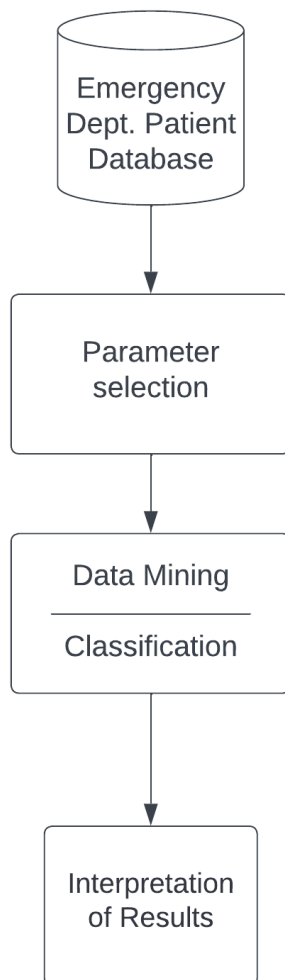 Emergency
Dept. Patient
Database
Parameter
selection
Data Mining
Classification
Interpretation
of Results